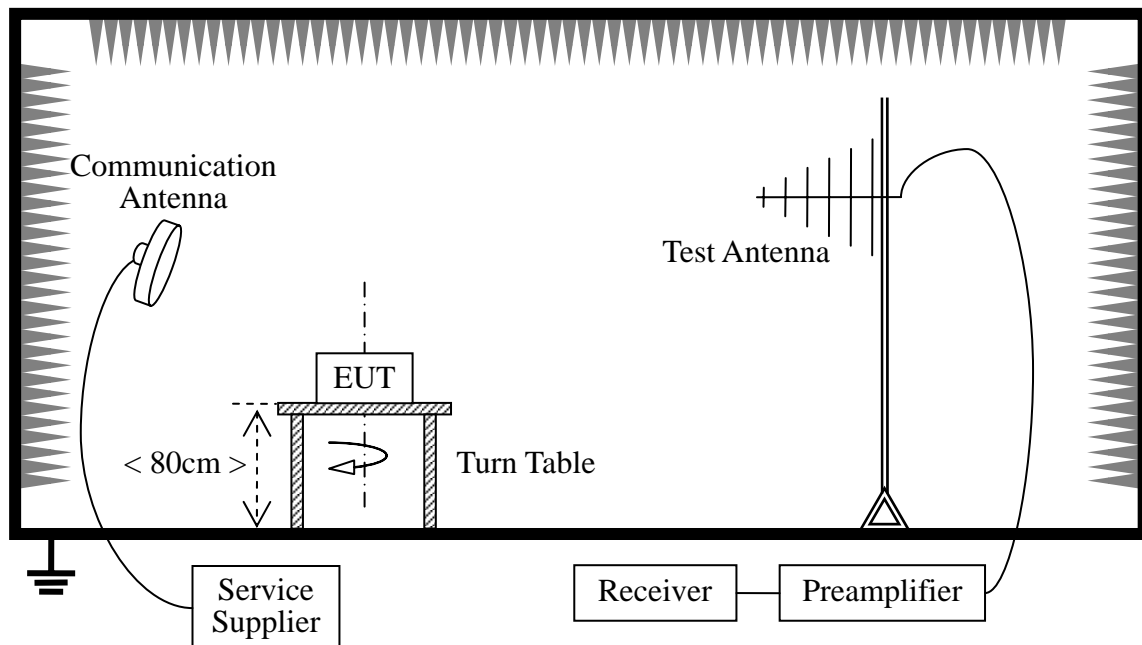 Communication
Antenna
Test Antenna
EUT
< 80cm >
Turn Table
Service
Supplier
Receiver
Preamplifier